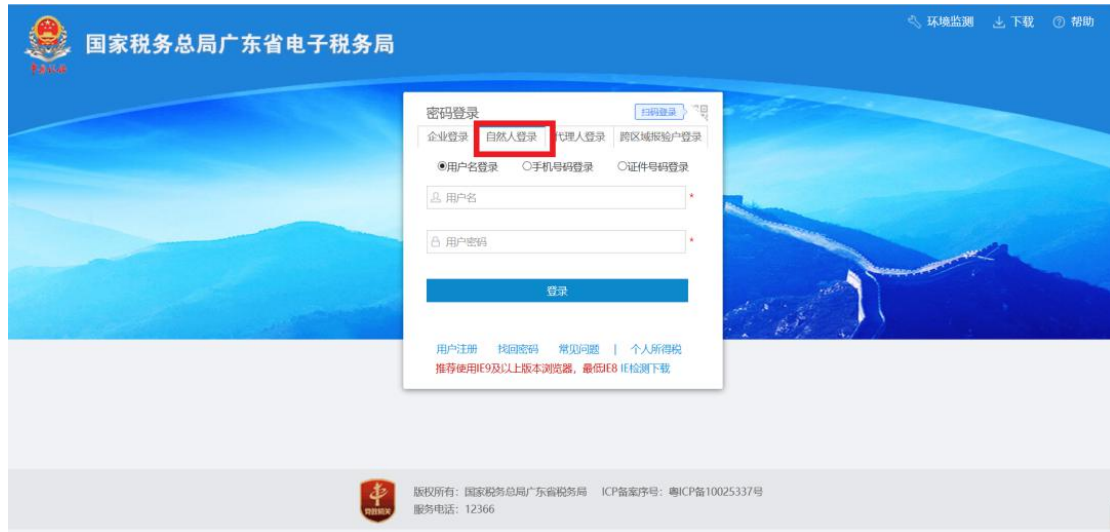 环境监测 下载 帮助
国家税务总局广东省电子税务局
密码登录 扫码登录
企业登录 自然人登录 代理人登录 跨区域报验户登录
用户名登录 手机号码登录 证件号码登录
用户名 *
用户密码 *
登录
用户注册 找回密码 常见问题 | 个人所得税
推荐使用IE9及以上版本浏览器，最低IE8 IE检测下载
版权所有：国家税务总局广东省税务局 ICP备案序号：粤ICP备10025337号
服务电话：12366
党政机关